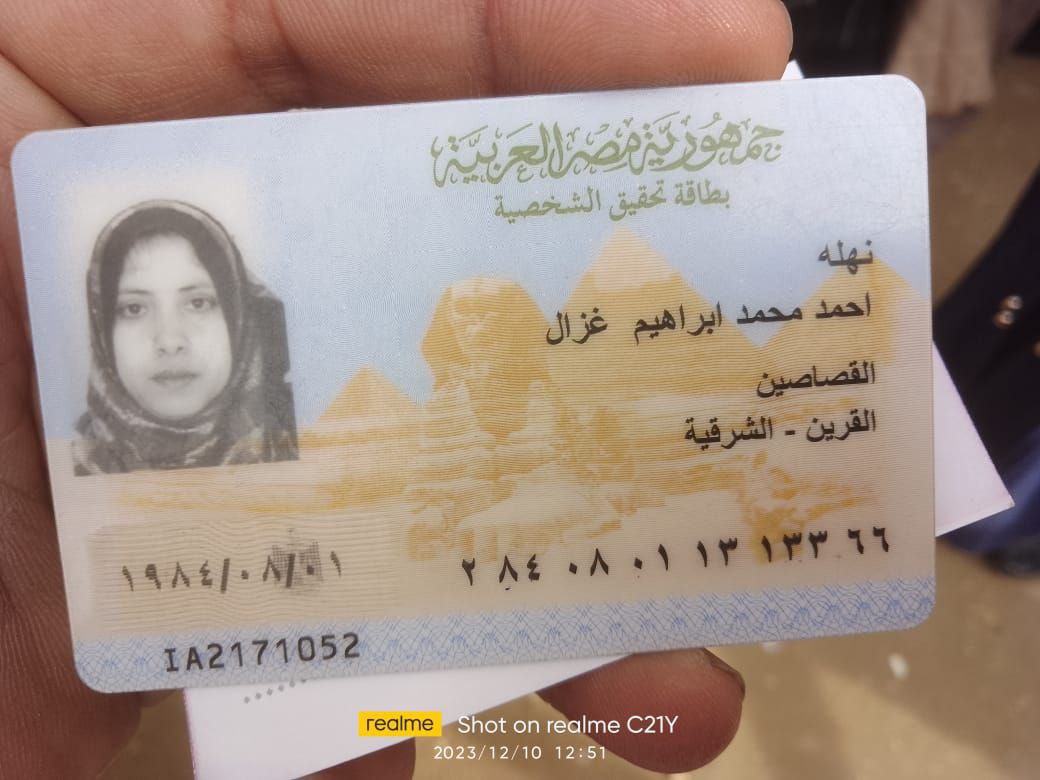 جمهورية مصر العربية
بطاقة تحقيق الشخصية
نهله
احمد محمد ابراهيم غزال
القصاصين
القرين - الشرقية
٢ ٨٤ ٠٨ ٠١ ١٣ ١٣٣ ٦٦
١٩٨٤/٠٨/٠١
IA2171052
realme Shot on realme C21Y
2023/12/10 12:51